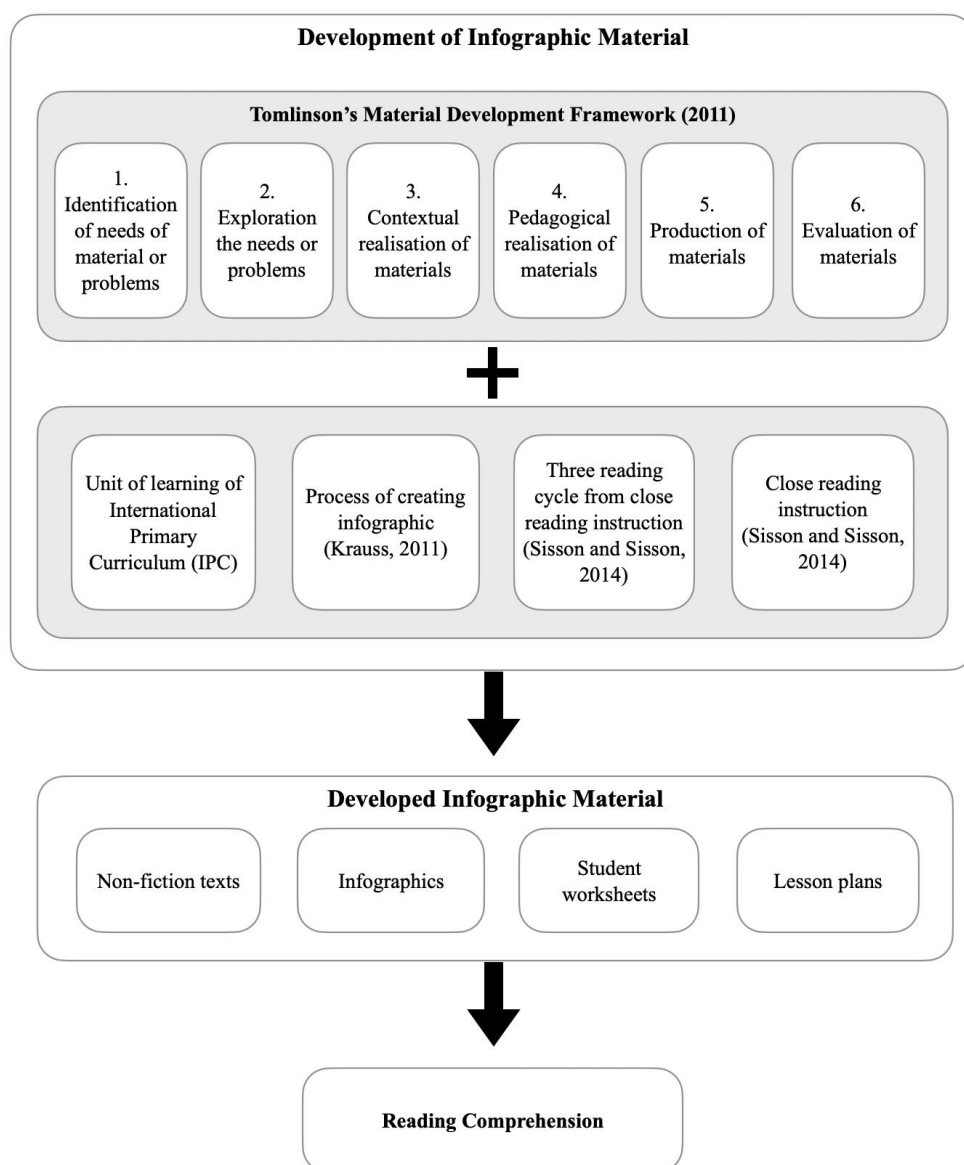 Development of Infographic Material
Tomlinson’s Material Development Framework (2011)
1.
Identification
of needs of
material or
problems
2.
Exploration
the needs or
problems
3.
Contextual
realisation of
materials
4.
Pedagogical
realisation of
materials
5.
Production of
materials
6.
Evaluation of
materials
Unit of learning of
International
Primary
Curriculum (IPC)
Process of creating
infographic
(Krauss, 2011)
Three reading
cycle from close
reading instruction
(Sisson and Sisson,
2014)
Close reading
instruction
(Sisson and Sisson,
2014)
Developed Infographic Material
Non-fiction texts
Infographics
Student
worksheets
Lesson plans
Reading Comprehension